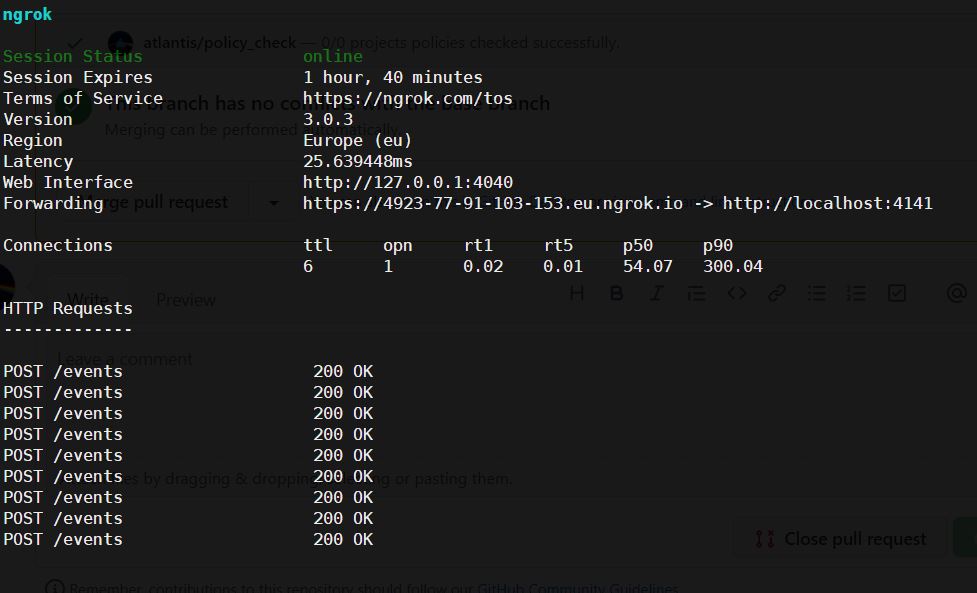 ngrok
atlantis/policy_check — 0/0 projects policies checked successfully.
Session Status online
Session Expires 1 hour, 40 minutes
Terms of Service https://ngrok.com/tos
This branch has no conflicts with the base branch
Version 3.0.3
Merging can be performed automatically.
Region Europe (eu)
Latency 25.639448ms
Web Interface http://127.0.0.1:4040
Forwarding https://4923-77-91-103-153.eu.ngrok.io -> http://localhost:4141
Merge pull request
Connections ttl opn rt1 rt5 p50 p90
6 1 0.02 0.01 54.07 300.04
Write Preview
HTTP Requests
-------------
Leave a comment
POST /events 200 OK
POST /events 200 OK
POST /events 200 OK
POST /events 200 OK
POST /events 200 OK
POST /events 200 OK
by dragging & dropping, or pasting them.
POST /events 200 OK
POST /events 200 OK
POST /events 200 OK
Close pull request
Remember, contributions to this repository should follow our GitHub Community Guidelines.